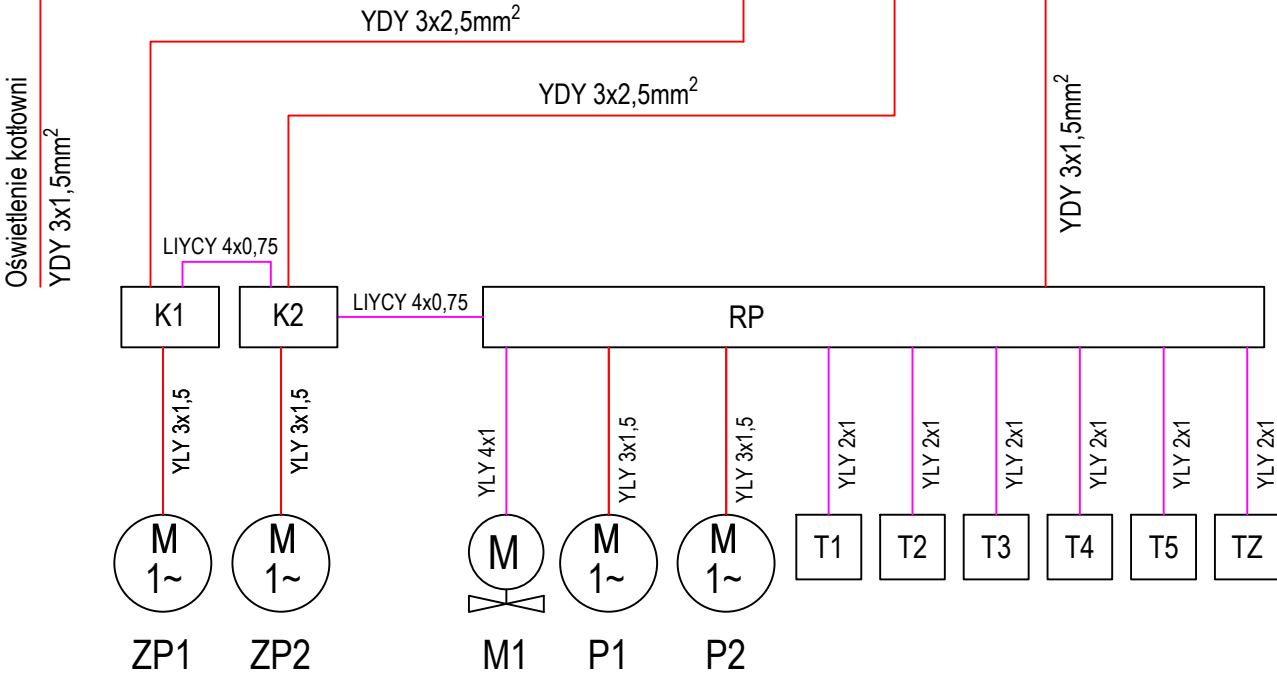 YDY 3x2,5mm²
YDY 3x2,5mm²
Oświetlenie kotłowni
YDY 3x1,5mm²
YDY 3x1,5mm²
LIYCY 4x0,75
LIYCY 4x0,75
K1
K2
RP
YLY 3x1,5
YLY 3x1,5
YLY 4x1
YLY 3x1,5
YLY 3x1,5
YLY 2x1
YLY 2x1
YLY 2x1
YLY 2x1
YLY 2x1
YLY 2x1
M
1~
M
1~
M
M
1~
M
1~
T1
T2
T3
T4
T5
TZ
ZP1
ZP2
M1
P1
P2